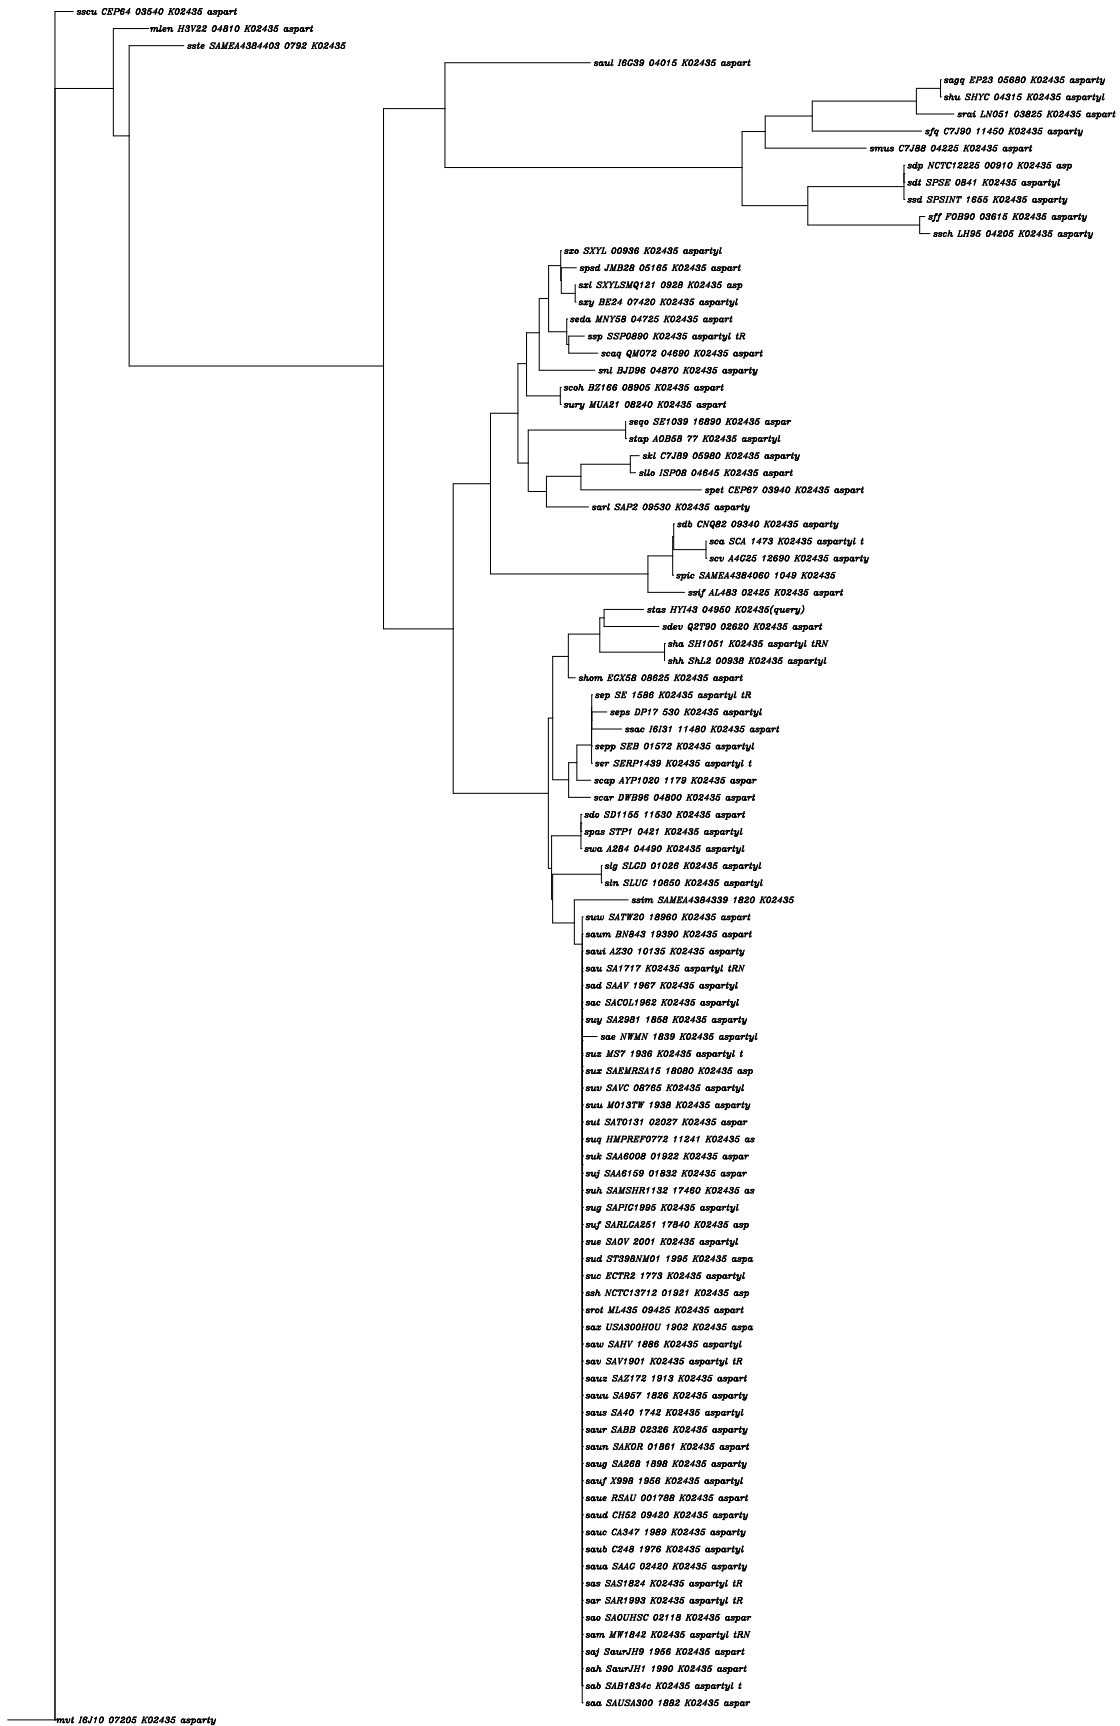 sscu CEP64 03540 K02435 aspart
mlen H3V22 04810 K02435 aspart
sste SAMEA4384403 0792 K02435
saul I6G39 04015 K02435 aspart
sagq EP23 05680 K02435 asparty
shu SHYC 04315 K02435 aspartyl
srai LN051 03825 K02435 aspart
sfq C7J90 11450 K02435 asparty
smus C7J88 04225 K02435 aspart
sdp NCTC12225 00910 K02435 asp
sdt SPSE 0841 K02435 aspartyl
ssd SPSINT 1655 K02435 asparty
sff FOB90 03615 K02435 asparty
ssch LH95 04205 K02435 asparty
sxo SXYL 00936 K02435 aspartyl
spsd JMB28 05165 K02435 aspart
sxl SXYLSMQ121 0928 K02435 asp
sxy BE24 07420 K02435 aspartyl
seda MNY58 04725 K02435 aspart
ssp SSP0890 K02435 aspartyl tR
scaq QMO72 04690 K02435 aspart
snl BJD96 04870 K02435 asparty
scoh BZ166 08905 K02435 aspart
sury MUA21 08240 K02435 aspart
seqo SE1039 16890 K02435 aspar
stap AOB58 77 K02435 aspartyl
skl C7J89 05980 K02435 asparty
sllo ISP08 04645 K02435 aspart
spet CEP67 03940 K02435 aspart
sarl SAP2 09530 K02435 asparty
sdb CNQ82 09340 K02435 asparty
sca SCA 1473 K02435 aspartyl t
scv A4G25 12690 K02435 asparty
spic SAMEA4384060 1049 K02435
ssif AL483 02425 K02435 aspart
stas HYI43 04950 K02435(query)
sdev Q2T90 02620 K02435 aspart
sha SH1051 K02435 aspartyl tRN
shh ShL2 00938 K02435 aspartyl
shom EGX58 08625 K02435 aspart
sep SE 1586 K02435 aspartyl tR
seps DP17 530 K02435 aspartyl
ssac I6I31 11480 K02435 aspart
sepp SEB 01572 K02435 aspartyl
ser SERP1439 K02435 aspartyl t
scap AYP1020 1179 K02435 aspar
scar DWB96 04800 K02435 aspart
sdo SD1155 11530 K02435 aspart
spas STP1 0421 K02435 aspartyl
swa A284 04490 K02435 aspartyl
slg SLGD 01026 K02435 aspartyl
sln SLUG 10650 K02435 aspartyl
ssim SAMEA4384339 1820 K02435
suw SATW20 18960 K02435 aspart
saum BN843 19390 K02435 aspart
saui AZ30 10135 K02435 asparty
sau SA1717 K02435 aspartyl tRN
sad SAAV 1967 K02435 aspartyl
sac SACOL1962 K02435 aspartyl
suy SA2981 1858 K02435 asparty
sae NWMN 1839 K02435 aspartyl
suz MS7 1936 K02435 aspartyl t
sux SAEMRSA15 18080 K02435 asp
suv SAVC 08765 K02435 aspartyl
suu M013TW 1938 K02435 asparty
sut SAT0131 02027 K02435 aspar
suq HMPREF0772 11241 K02435 as
suk SAA6008 01922 K02435 aspar
suj SAA6159 01832 K02435 aspar
suh SAMSHR1132 17460 K02435 as
sug SAPIG1995 K02435 aspartyl
suf SARLGA251 17840 K02435 asp
sue SAOV 2001 K02435 aspartyl
sud ST398NM01 1995 K02435 aspa
suc ECTR2 1773 K02435 aspartyl
ssh NCTC13712 01921 K02435 asp
srot ML435 09425 K02435 aspart
sax USA300HOU 1902 K02435 aspa
saw SAHV 1886 K02435 aspartyl
sav SAV1901 K02435 aspartyl tR
sauz SAZ172 1913 K02435 aspart
sauu SA957 1826 K02435 asparty
saus SA40 1742 K02435 aspartyl
saur SABB 02326 K02435 asparty
saun SAKOR 01861 K02435 aspart
saug SA268 1898 K02435 asparty
sauf X998 1956 K02435 aspartyl
saue RSAU 001788 K02435 aspart
saud CH52 09420 K02435 asparty
sauc CA347 1989 K02435 asparty
saub C248 1976 K02435 aspartyl
saua SAAG 02420 K02435 asparty
sas SAS1824 K02435 aspartyl tR
sar SAR1993 K02435 aspartyl tR
sao SAOUHSC 02118 K02435 aspar
sam MW1842 K02435 aspartyl tRN
saj SaurJH9 1956 K02435 aspart
sah SaurJH1 1990 K02435 aspart
sab SAB1834c K02435 aspartyl t
saa SAUSA300 1882 K02435 aspar
mvt I6J10 07205 K02435 asparty